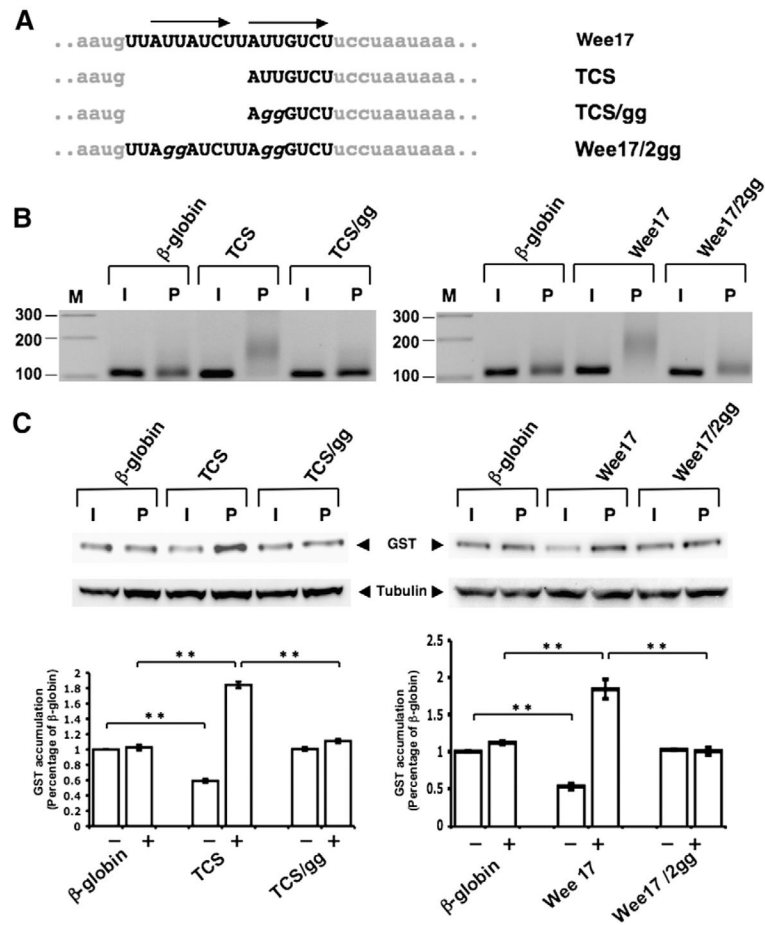 A
..aaugUUAUUAUCUUAUUGUCUuccuaauaaa.. Wee17
..aaug AUUGUCUuccuaauaaa.. TCS
..aaug AggGUCUuccuaauaaa.. TCS/gg
..aaugUUAggAUCUUAggGUCUuccuaauaaa.. Wee17/2gg
B
β-globin TCS TCS/gg
M I P I P I P
300
200
100
β-globin Wee17 Wee17/2gg
M I P I P I P
300
200
100
C
β-globin TCS TCS/gg
I P I P I P
β-globin Wee17 Wee17/2gg
I P I P I P
GST
Tubulin
GST accumulation
(Percentage of β-globin)
2
1.8
1.6
1.4
1.2
1
0.8
0.6
0.4
0.2
0
** **
**
− + − + − +
β-globin TCS TCS/gg
GST accumulation
(Percentage of β-globin)
2.5
2
1.5
1
0.5
0
** **
**
− + − + − +
β-globin Wee 17 Wee17 /2gg